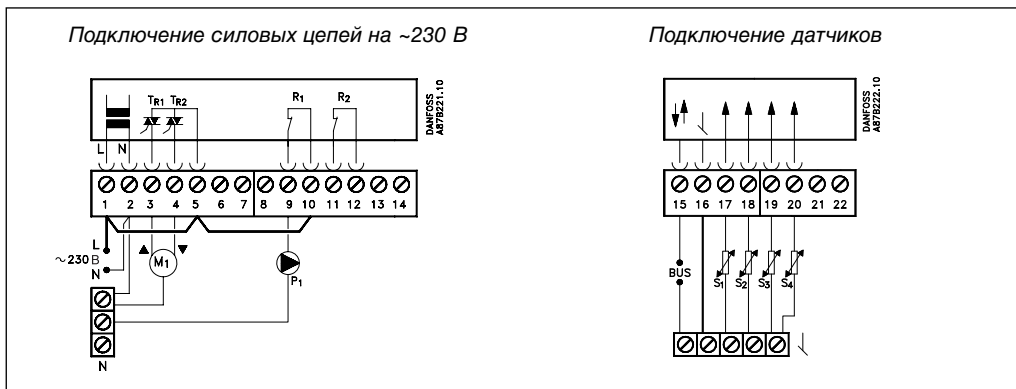 Подключение силовых цепей на ~230 В
TR1 TR2
R1
R2
DANFOSS
A87B221.10
L N
1 2 3 4 5 6 7 8 9 10 11 12 13 14
L
~230 В
N
M1
P1
N
Подключение датчиков
DANFOSS
A87B222.10
15 16 17 18 19 20 21 22
BUS
S1 S2 S3 S4